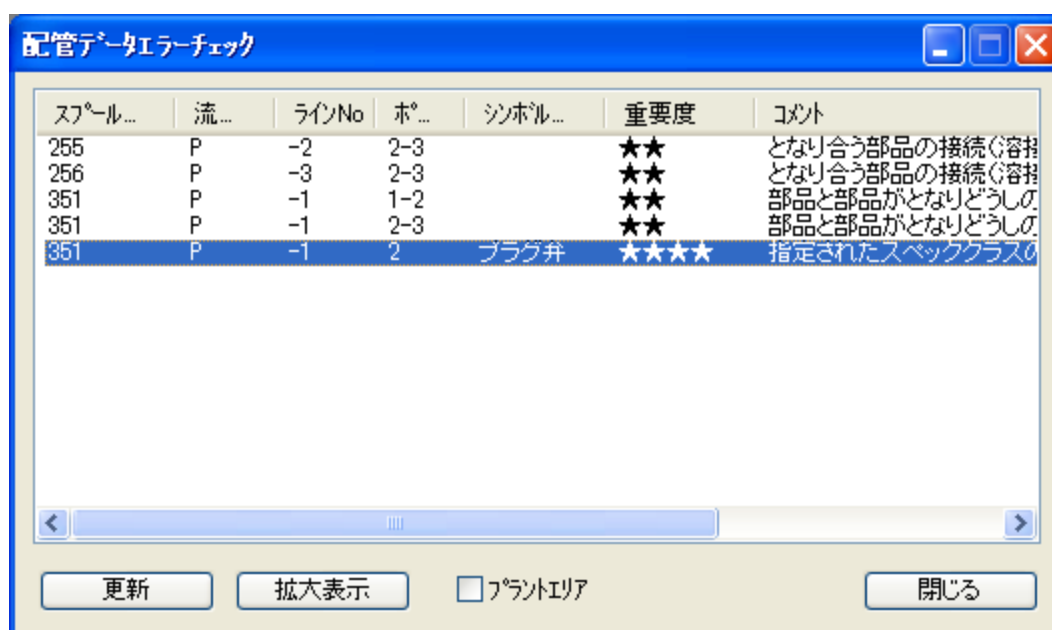 配管ﾃﾞｰﾀｴﾗｰﾁｪｯｸ
ｽﾌﾟｰﾙ... 流... ﾗｲﾝNo ﾎﾟ... ｼﾝﾎﾞﾙ... 重要度 ｺﾒﾝﾄ
255 P -2 2-3 ★★ となり合う部品の接続(溶接
256 P -3 2-3 ★★ となり合う部品の接続(溶接
351 P -1 1-2 ★★ 部品と部品がとなりどうしの
351 P -1 2-3 ★★ 部品と部品がとなりどうしの
351 P -1 2 プラグ弁 ★★★★ 指定されたスペッククラスの
更新 拡大表示 ﾌﾟﾗﾝﾄｴﾘｱ 閉じる